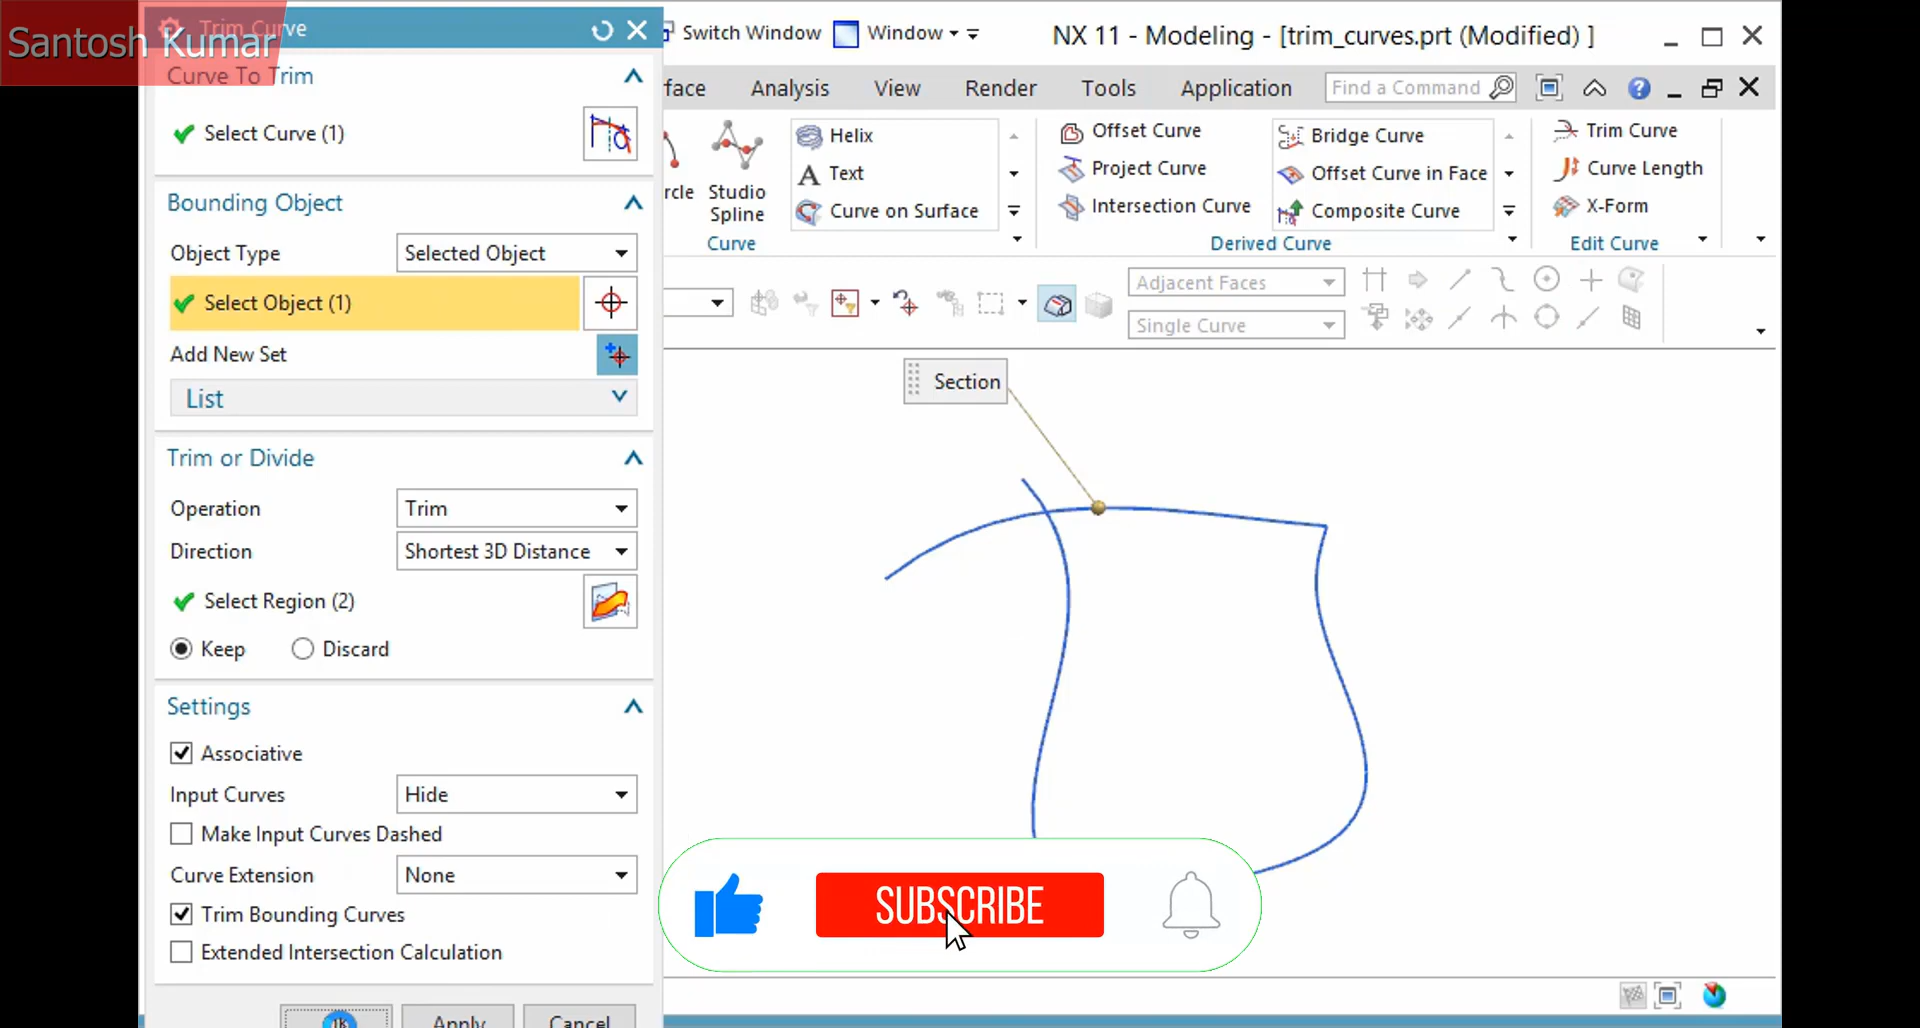 Santosh Kumar
Trim Curve
Curve To Trim
Select Curve (1)
Bounding Object
Object Type
Selected Object
Select Object (1)
Add New Set
List
Trim or Divide
Operation
Trim
Direction
Shortest 3D Distance
Select Region (2)
Keep
Discard
Settings
Associative
Input Curves
Hide
Make Input Curves Dashed
Curve Extension
None
Trim Bounding Curves
Extended Intersection Calculation
Apply
Cancel
Switch Window
Window
NX 11 - Modeling - [trim_curves.prt (Modified) ]
face
Analysis
View
Render
Tools
Application
Find a Command
rcle
Studio
Spline
Helix
Text
Curve on Surface
Curve
Offset Curve
Project Curve
Intersection Curve
Bridge Curve
Offset Curve in Face
Composite Curve
Derived Curve
Trim Curve
Curve Length
X-Form
Edit Curve
Adjacent Faces
Single Curve
Section
SUBSCRIBE